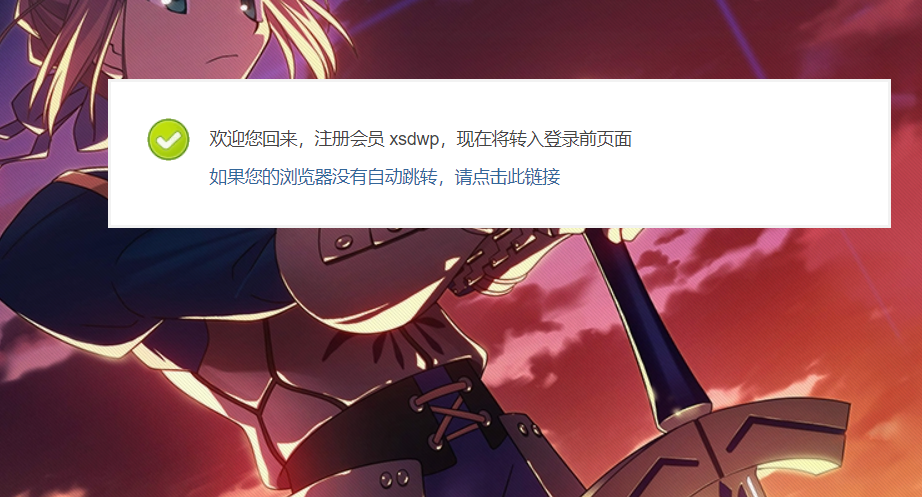 欢迎您回来，注册会员 xsdwp，现在将转入登录前页面
如果您的浏览器没有自动跳转，请点击此链接